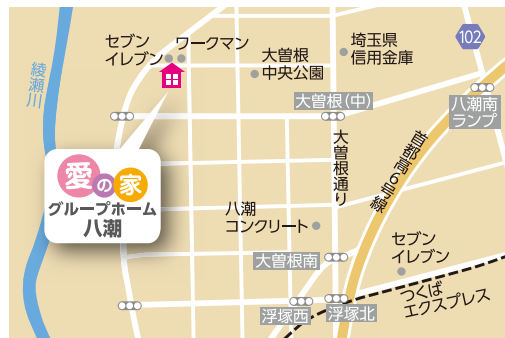 セブン
イレブン
ワークマン
大曽根
中央公園
埼玉県
信用金庫
102
綾瀬川
大曽根(中)
八潮南
ランプ
大曽根通り
首都高6号線
愛の家
グループホーム
八潮
八潮
コンクリート
大曽根南
セブン
イレブン
つくば
エクスプレス
浮塚西
浮塚北